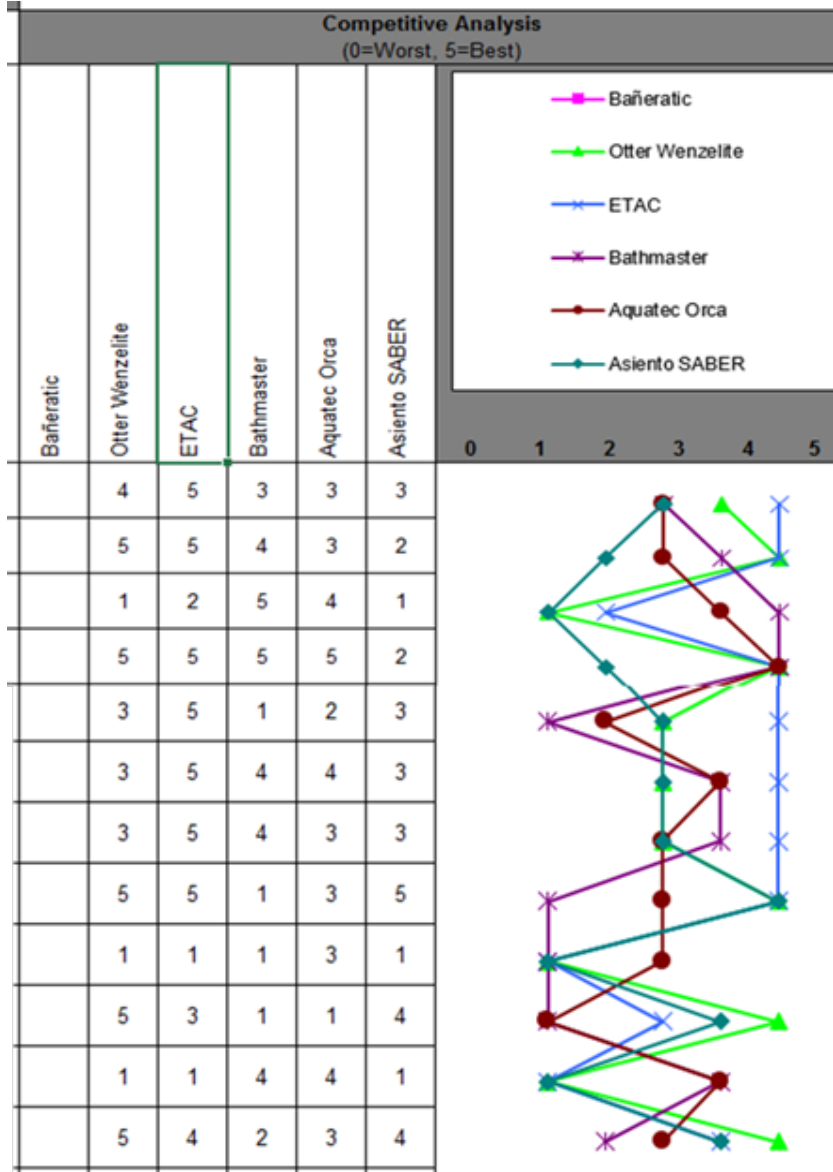 Competitive Analysis
(0=Worst, 5=Best)
Bañeratic
Otter Wenzelite
ETAC
Bathmaster
Aquatec Orca
Asiento SABER
Bañeratic
Otter Wenzelite
ETAC
Bathmaster
Aquatec Orca
Asiento SABER
0 1 2 3 4 5
4 5 3 3 3
5 5 4 3 2
1 2 5 4 1
5 5 5 5 2
3 5 1 2 3
3 5 4 4 3
3 5 4 3 3
5 5 1 3 5
1 1 1 3 1
5 3 1 1 4
1 1 4 4 1
5 4 2 3 4